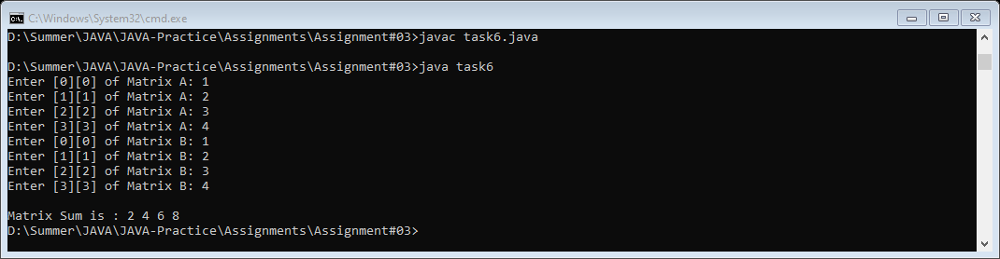 C:\Windows\System32\cmd.exe
D:\Summer\JAVA\JAVA-Practice\Assignments\Assignment#03>javac task6.java
D:\Summer\JAVA\JAVA-Practice\Assignments\Assignment#03>java task6
Enter [0][0] of Matrix A: 1
Enter [1][1] of Matrix A: 2
Enter [2][2] of Matrix A: 3
Enter [3][3] of Matrix A: 4
Enter [0][0] of Matrix B: 1
Enter [1][1] of Matrix B: 2
Enter [2][2] of Matrix B: 3
Enter [3][3] of Matrix B: 4
Matrix Sum is : 2 4 6 8
D:\Summer\JAVA\JAVA-Practice\Assignments\Assignment#03>